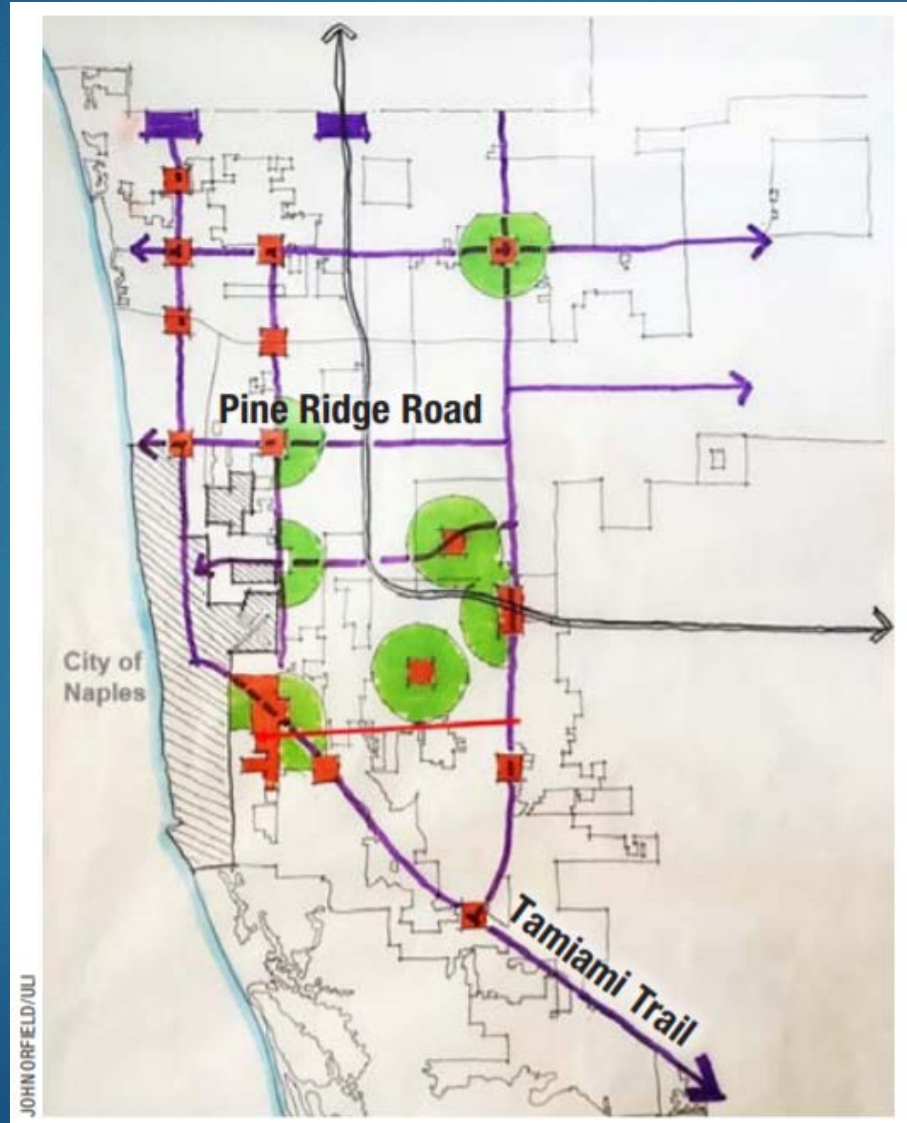 Pine Ridge Road
City of
Naples
Tamiami Trail
JOHN ORFIELD/ULI